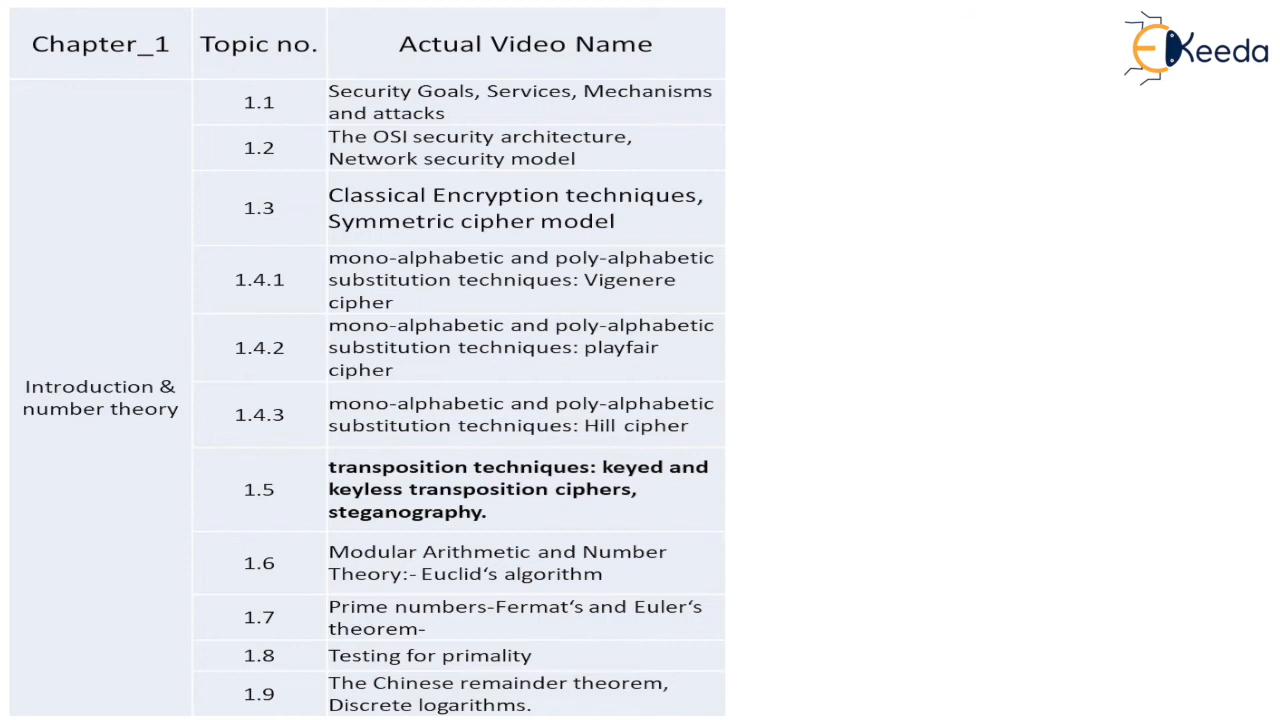 Chapter_1 Topic no. Actual Video Name
EKeeda
1.1
Security Goals, Services, Mechanisms
and attacks
1.2
The OSI security architecture,
Network security model
1.3
Classical Encryption techniques,
Symmetric cipher model
1.4.1
mono-alphabetic and poly-alphabetic
substitution techniques: Vigenere
cipher
1.4.2
mono-alphabetic and poly-alphabetic
substitution techniques: playfair
cipher
Introduction &
number theory
1.4.3
mono-alphabetic and poly-alphabetic
substitution techniques: Hill cipher
1.5
transposition techniques: keyed and
keyless transposition ciphers,
steganography.
1.6
Modular Arithmetic and Number
Theory:- Euclid‘s algorithm
1.7
Prime numbers-Fermat‘s and Euler‘s
theorem-
1.8
Testing for primality
1.9
The Chinese remainder theorem,
Discrete logarithms.